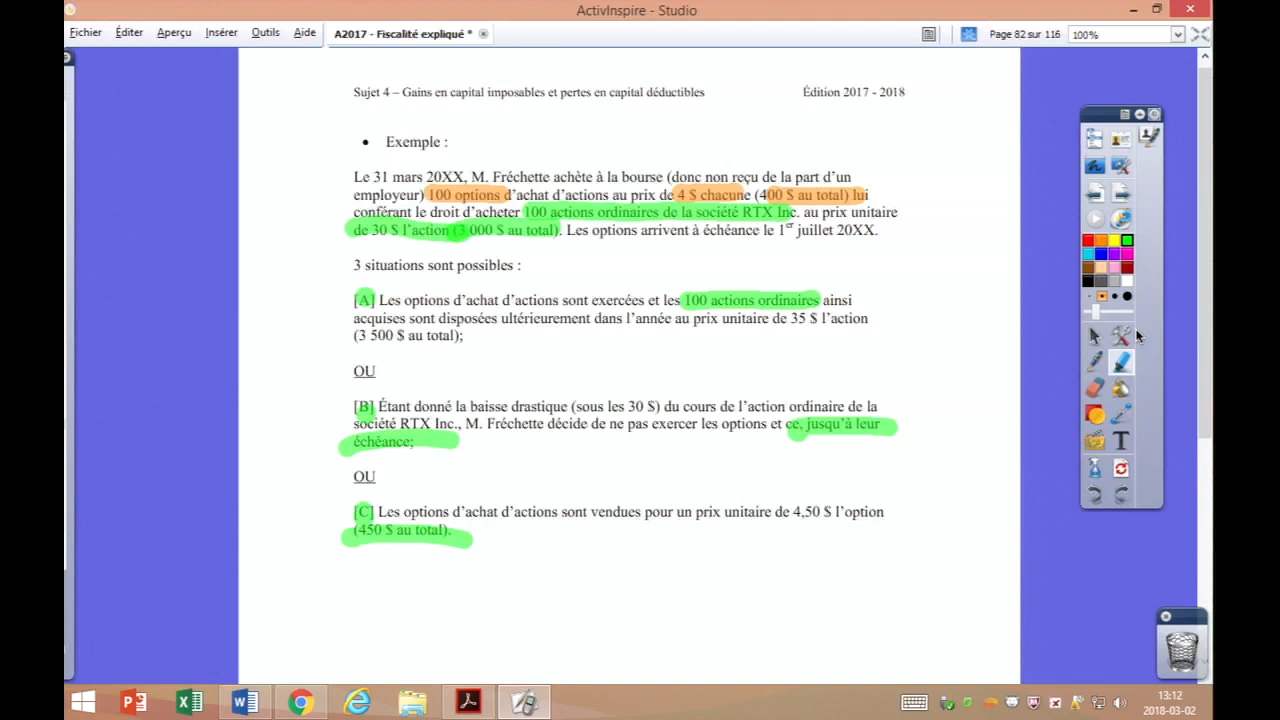 ActivInspire - Studio
Fichier Éditer Aperçu Insérer Outils Aide A2017 - Fiscalité expliqué * Page 82 sur 116 100%
Sujet 4 – Gains en capital imposables et pertes en capital déductibles Édition 2017 - 2018
• Exemple :
Le 31 mars 20XX, M. Fréchette achète à la bourse (donc non reçu de la part d’un
employeur) 100 options d’achat d’actions au prix de 4 $ chacune (400 $ au total) lui
conférant le droit d’acheter 100 actions ordinaires de la société RTX Inc. au prix unitaire
de 30 $ l’action (3 000 $ au total). Les options arrivent à échéance le 1er juillet 20XX.
3 situations sont possibles :
[A] Les options d’achat d’actions sont exercées et les 100 actions ordinaires ainsi
acquises sont disposées ultérieurement dans l’année au prix unitaire de 35 $ l’action
(3 500 $ au total);
OU
[B] Étant donné la baisse drastique (sous les 30 $) du cours de l’action ordinaire de la
société RTX Inc., M. Fréchette décide de ne pas exercer les options et ce, jusqu’à leur
échéance;
OU
[C] Les options d’achat d’actions sont vendues pour un prix unitaire de 4,50 $ l’option
(450 $ au total).
13:12
2018-03-02